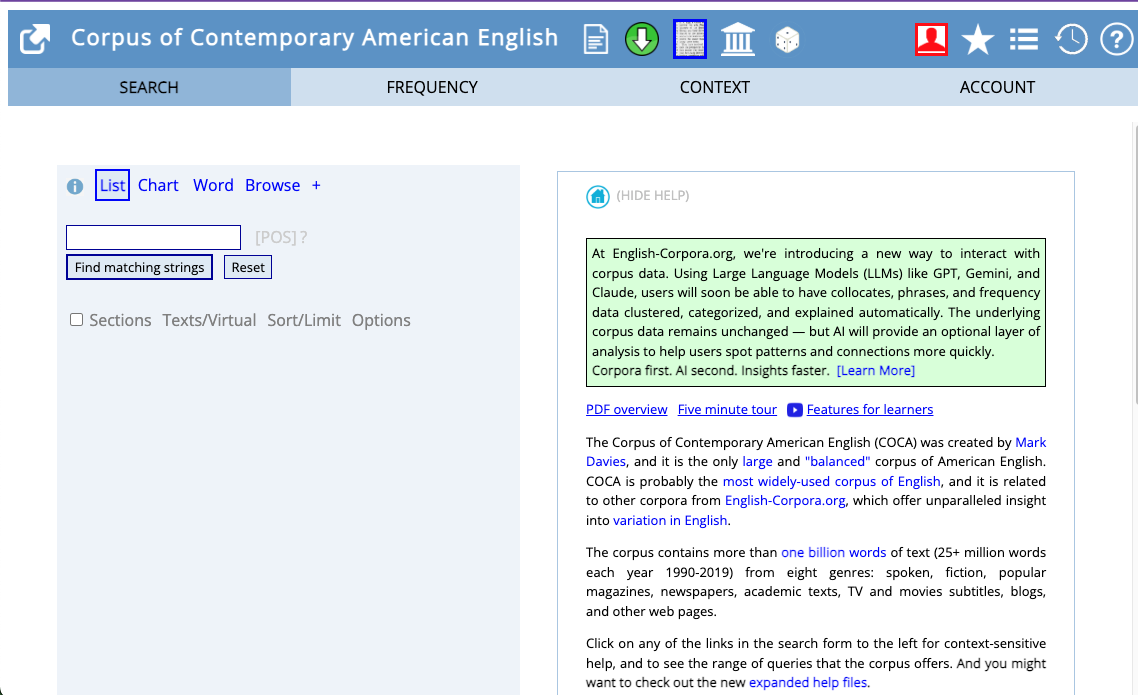 Corpus of Contemporary American English
SEARCH FREQUENCY CONTEXT ACCOUNT
List Chart Word Browse +
[POS] ?
Find matching strings Reset
Sections Texts/Virtual Sort/Limit Options
(HIDE HELP)
At English-Corpora.org, we're introducing a new way to interact with
corpus data. Using Large Language Models (LLMs) like GPT, Gemini, and
Claude, users will soon be able to have collocates, phrases, and frequency
data clustered, categorized, and explained automatically. The underlying
corpus data remains unchanged — but AI will provide an optional layer of
analysis to help users spot patterns and connections more quickly.
Corpora first. AI second. Insights faster. [Learn More]
PDF overview Five minute tour Features for learners
The Corpus of Contemporary American English (COCA) was created by Mark
Davies, and it is the only large and "balanced" corpus of American English.
COCA is probably the most widely-used corpus of English, and it is related
to other corpora from English-Corpora.org, which offer unparalleled insight
into variation in English.
The corpus contains more than one billion words of text (25+ million words
each year 1990-2019) from eight genres: spoken, fiction, popular
magazines, newspapers, academic texts, TV and movies subtitles, blogs,
and other web pages.
Click on any of the links in the search form to the left for context-sensitive
help, and to see the range of queries that the corpus offers. And you might
want to check out the new expanded help files.